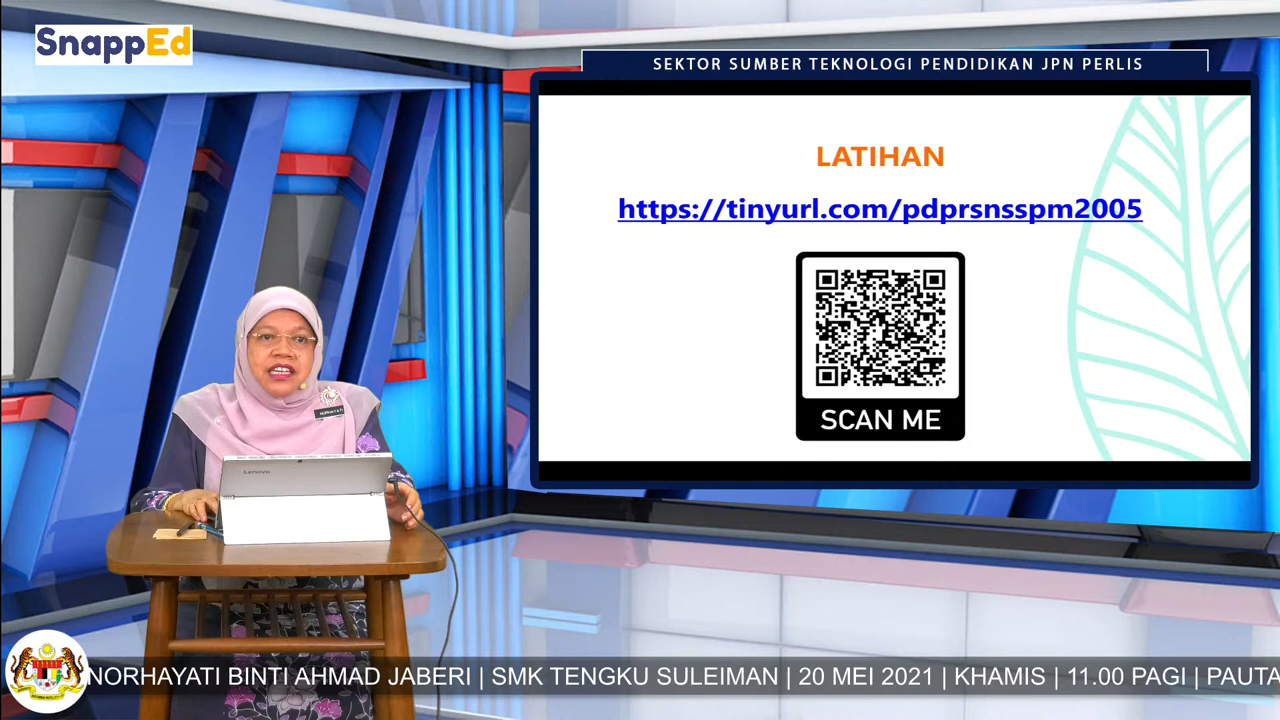 SnappEd
SEKTOR SUMBER TEKNOLOGI PENDIDIKAN JPN PERLIS
LATIHAN
https://tinyurl.com/pdprsnsspm2005
SCAN ME
Lenovo
NORHAYATI BINTI AHMAD JABERI | SMK TENGKU SULEIMAN | 20 MEI 2021 | KHAMIS | 11.00 PAGI | PAUTA